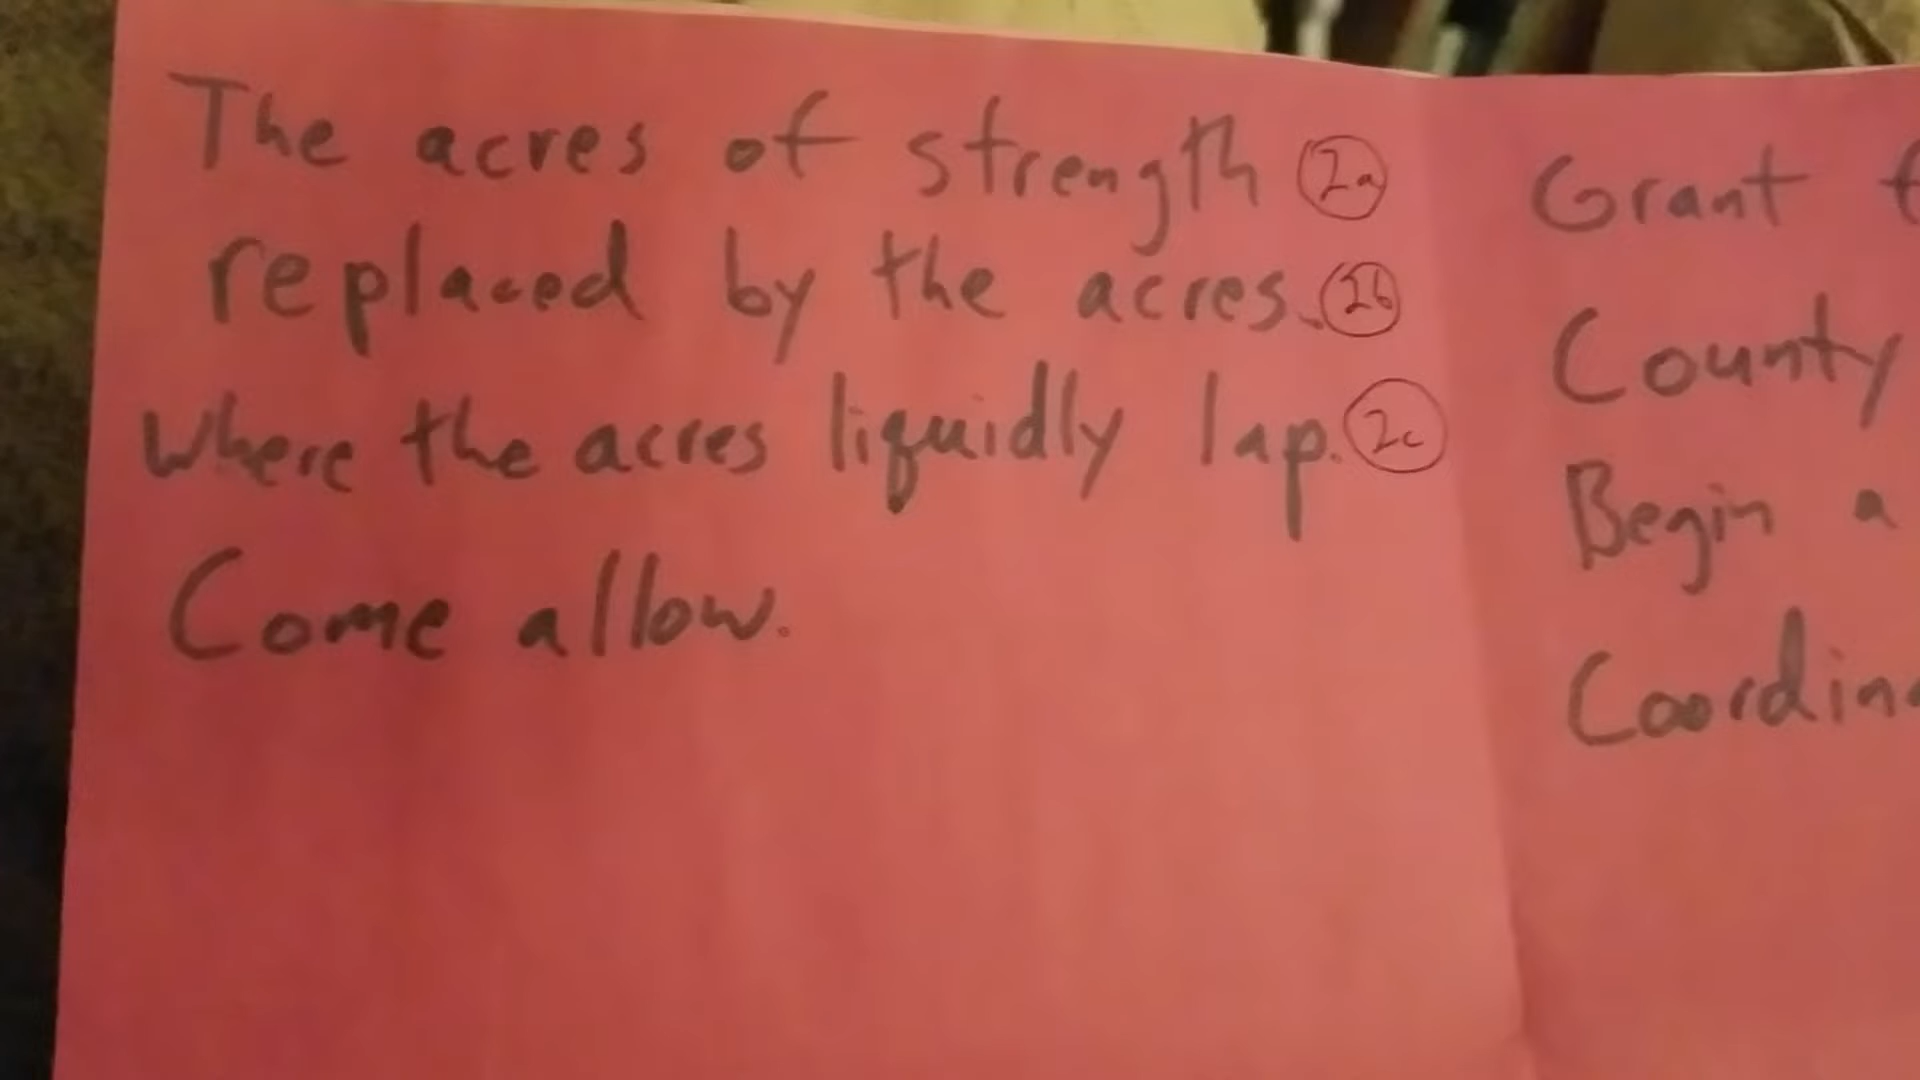 The acres of strength 2a
replaced by the acres. 2b
Where the acres liquidly lap. 2c
Come allow.
Grant
County
Begin a